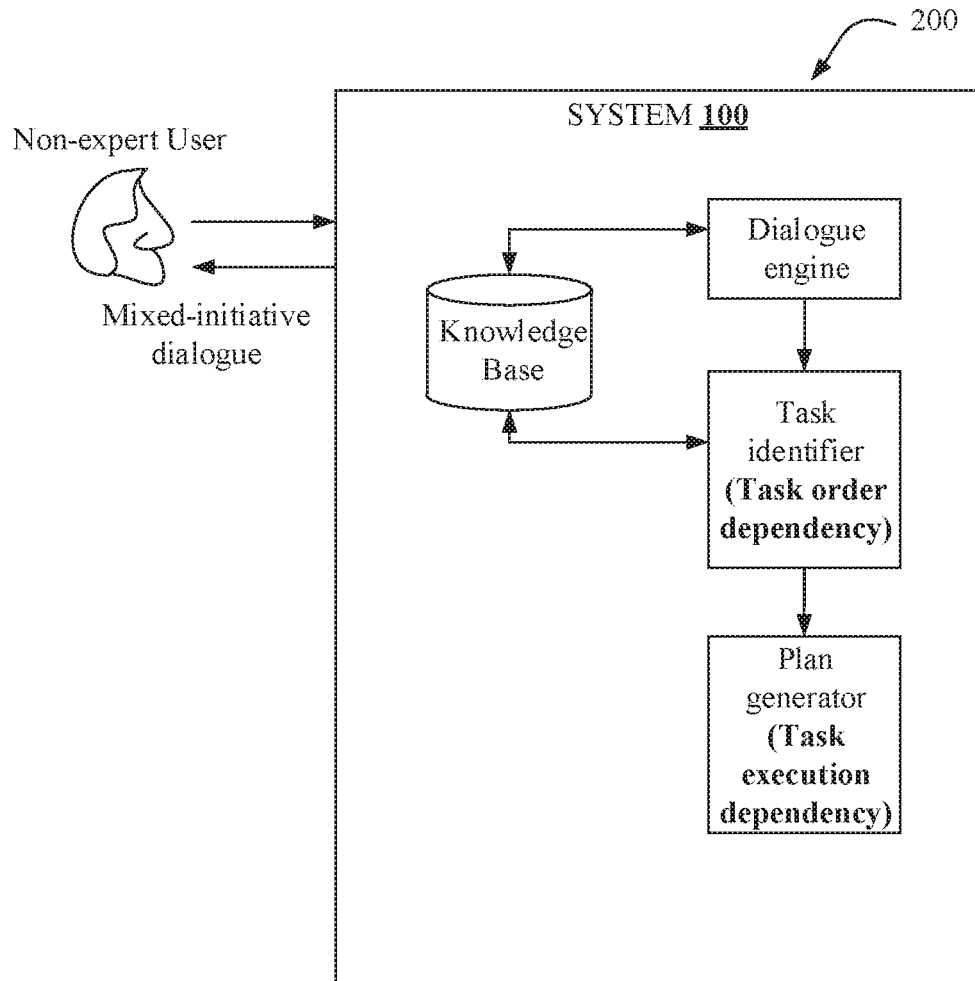 200
SYSTEM 100
Non-expert User
Mixed-initiative
dialogue
Knowledge
Base
Dialogue
engine
Task
identifier
(Task order
dependency)
Plan
generator
(Task
execution
dependency)